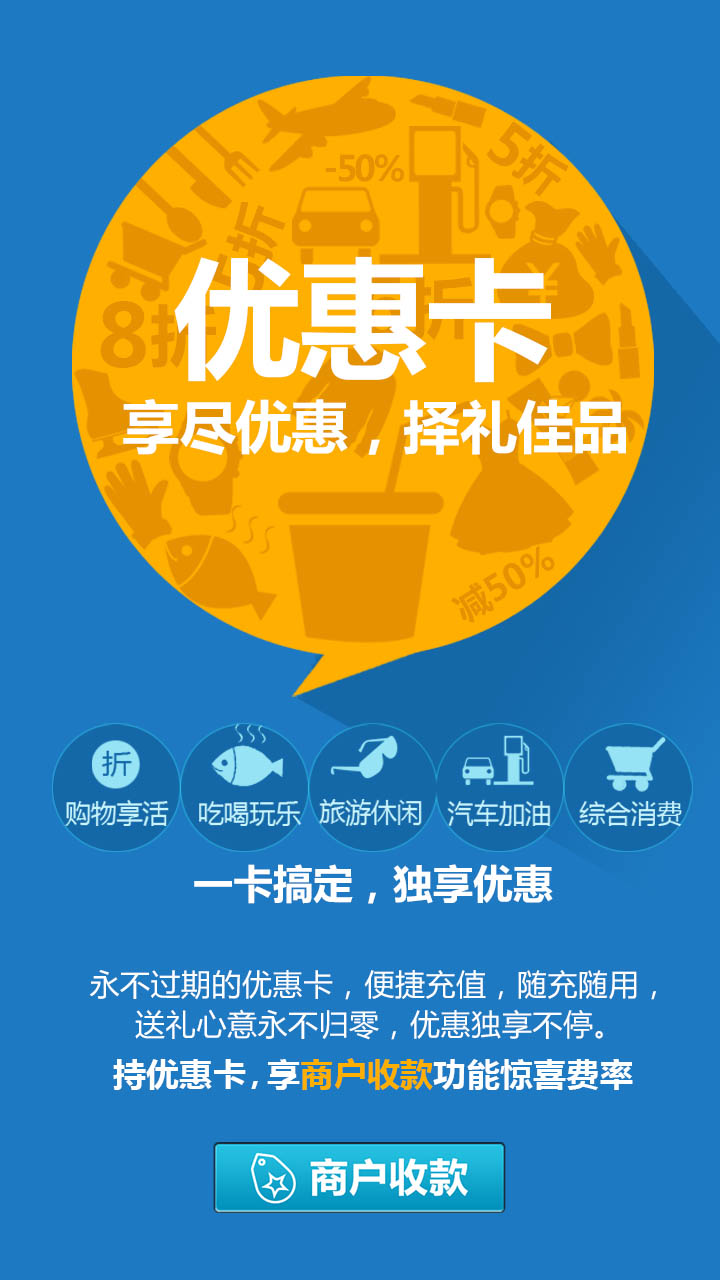 -50%
5折
折
8折
折
优惠卡
享尽优惠，择礼佳品
减50%
折
购物享活
吃喝玩乐
旅游休闲
汽车加油
综合消费
一卡搞定，独享优惠
永不过期的优惠卡，便捷充值，随充随用，
送礼心意永不归零，优惠独享不停。
持优惠卡,享商户收款功能惊喜费率
商户收款